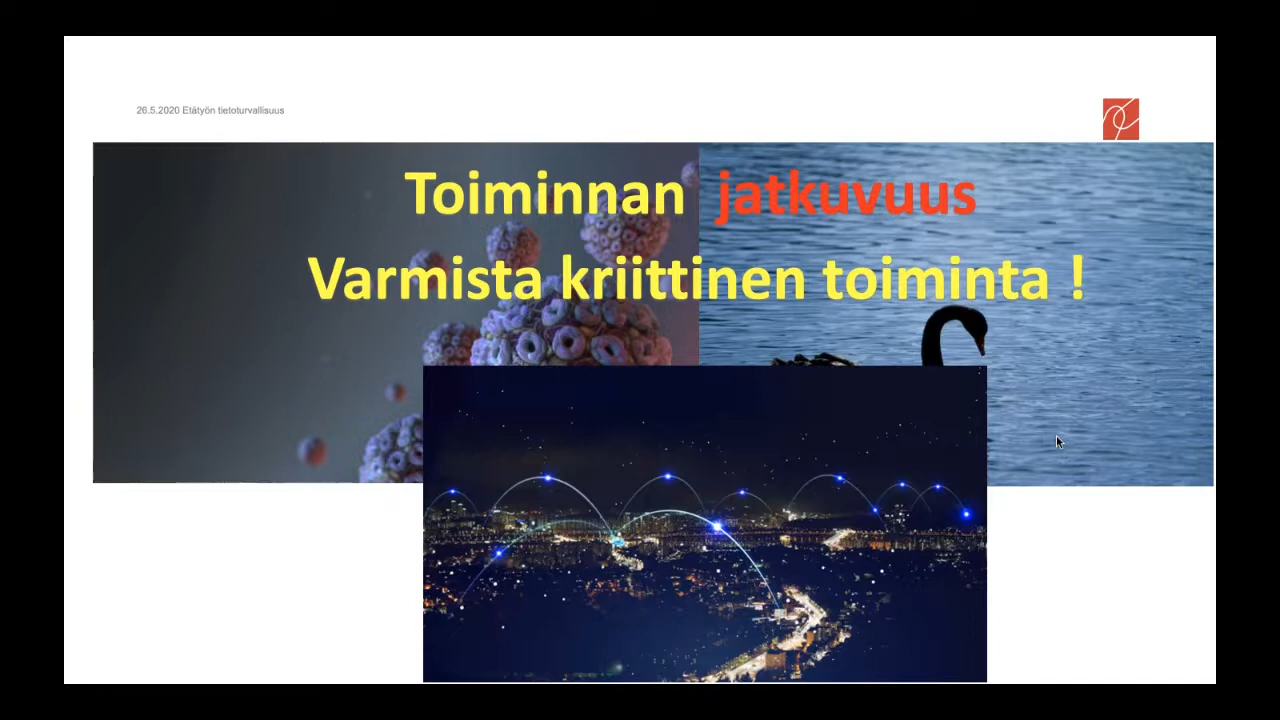 26.5.2020 Etätyön tietoturvallisuus
Toiminnan jatkuvuus
Varmista kriittinen toiminta !